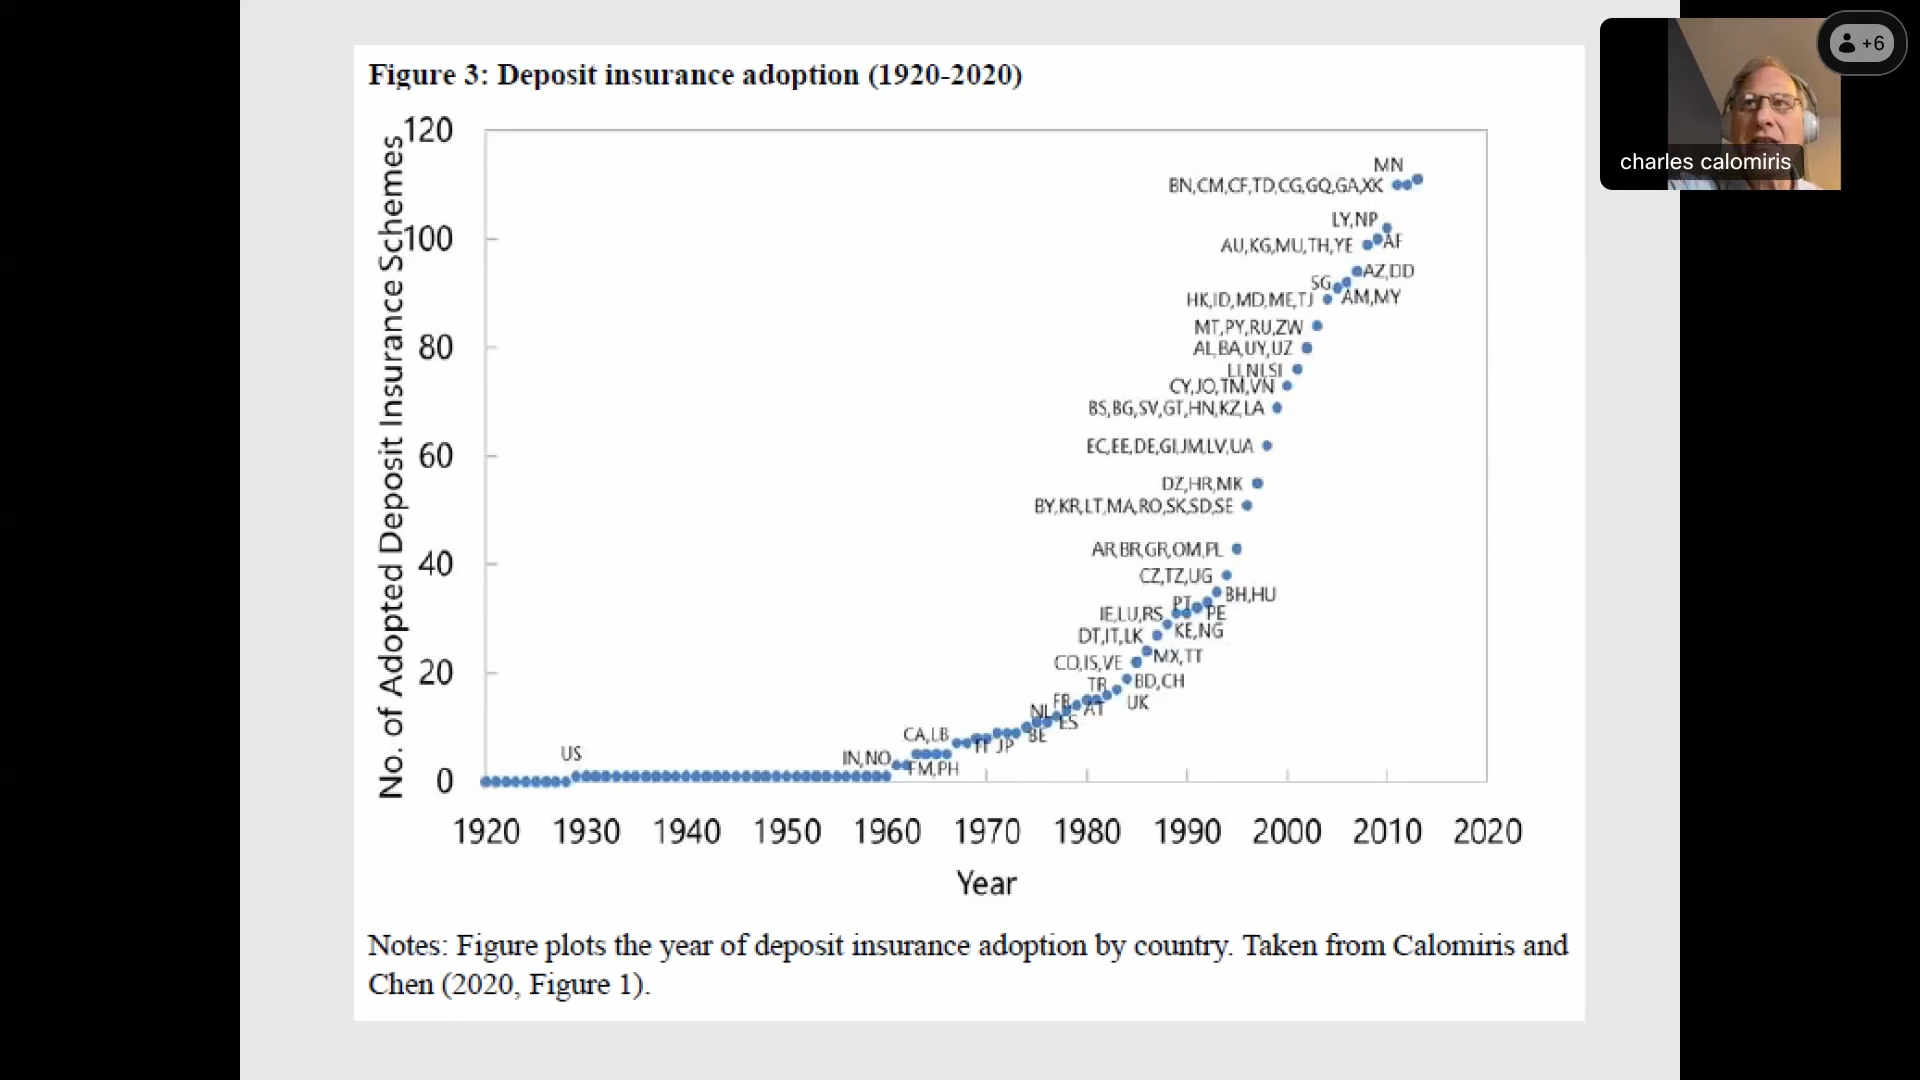 Figure 3: Deposit insurance adoption (1920-2020)
No. of Adopted Deposit Insurance Schemes
120
100
80
60
40
20
0
MN
BN,CM,CF,TD,CG,GQ,GA,XK
LY,NP
AU,KG,MU,TH,YE
AF
AZ,DD
SG
HK,ID,MD,ME,TJ
AM,MY
MT,PY,RU,ZW
AL,BA,UY,UZ
LI,NI,SI
CY,JO,TM,VN
BS,BG,SV,GT,HN,KZ,LA
EC,EE,DE,GI,JM,LV,UA
DZ,HR,MK
BY,KR,LT,MA,RO,SK,SD,SE
AR,BR,GR,OM,PL
CZ,TZ,UG
BH,HU
PT
IE,LU,RS
PE
KE,NG
DT,IT,LK
MX,TT
CO,IS,VE
BD,CH
TR
UK
FR
AT
NL
ES
BE
CA,LB
JP
IN,NO
FM,PH
US
1920 1930 1940 1950 1960 1970 1980 1990 2000 2010 2020
Year
Notes: Figure plots the year of deposit insurance adoption by country. Taken from Calomiris and
Chen (2020, Figure 1).
charles calomiris
+6